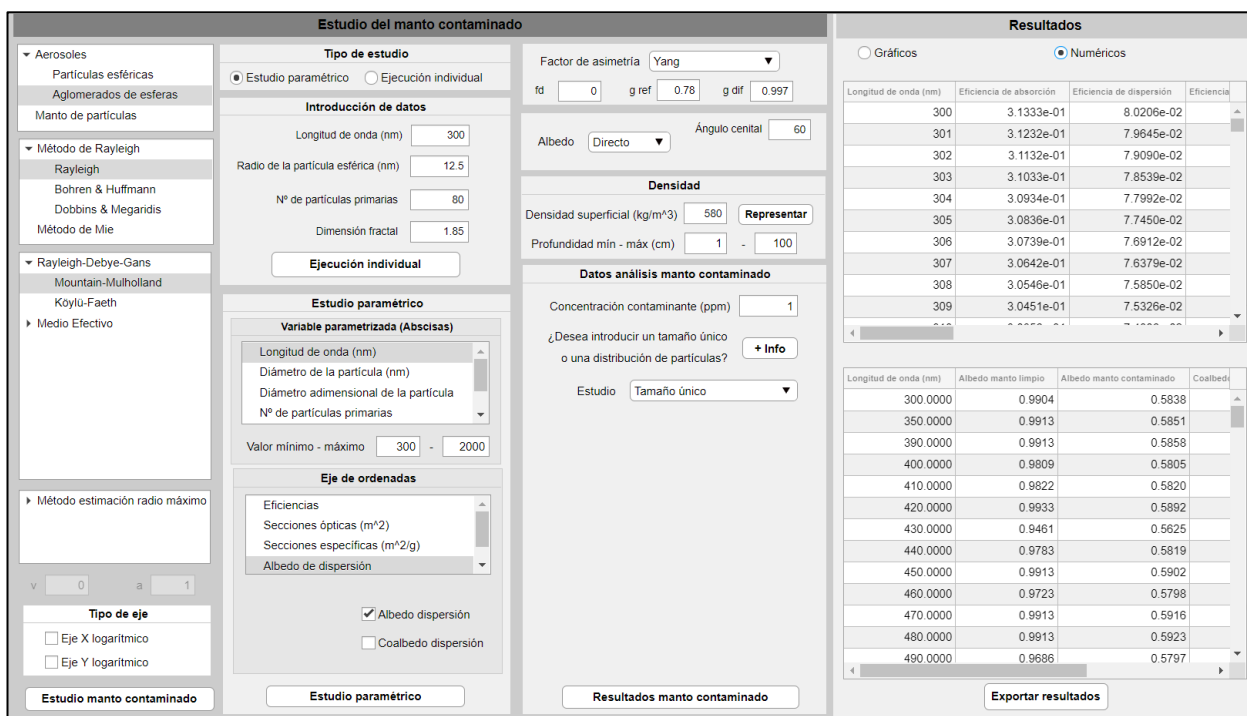 Estudio del manto contaminado
Aerosoles
Partículas esféricas
Aglomerados de esferas
Manto de partículas
Método de Rayleigh
Rayleigh
Bohren & Huffmann
Dobbins & Megaridis
Método de Mie
Rayleigh-Debye-Gans
Mountain-Mulholland
Köylü-Faeth
Medio Efectivo
Método estimación radio máximo
v 0 a 1
Tipo de eje
Eje X logarítmico
Eje Y logarítmico
Estudio manto contaminado
Tipo de estudio
Estudio paramétrico Ejecución individual
Introducción de datos
Longitud de onda (nm) 300
Radio de la partícula esférica (nm) 12.5
Nº de partículas primarias 80
Dimensión fractal 1.85
Ejecución individual
Estudio paramétrico
Variable parametrizada (Abscisas)
Longitud de onda (nm)
Diámetro de la partícula (nm)
Diámetro adimensional de la partícula
Nº de partículas primarias
Valor mínimo - máximo 300 - 2000
Eje de ordenadas
Eficiencias
Secciones ópticas (m^2)
Secciones específicas (m^2/g)
Albedo de dispersión
Albedo dispersión
Coalbedo dispersión
Estudio paramétrico
Factor de asimetría Yang
fd 0 g ref 0.78 g dif 0.997
Albedo Directo Ángulo cenital 60
Densidad
Densidad superficial (kg/m^3) 580 Representar
Profundidad mín - máx (cm) 1 - 100
Datos análisis manto contaminado
Concentración contaminante (ppm) 1
¿Desea introducir un tamaño único
o una distribución de partículas?
+ Info
Estudio Tamaño único
Resultados manto contaminado
Resultados
Gráficos Numéricos
Longitud de onda (nm) Eficiencia de absorción Eficiencia de dispersión Eficiencia
300 3.1333e-01 8.0206e-02
301 3.1232e-01 7.9645e-02
302 3.1132e-01 7.9090e-02
303 3.1033e-01 7.8539e-02
304 3.0934e-01 7.7992e-02
305 3.0836e-01 7.7450e-02
306 3.0739e-01 7.6912e-02
307 3.0642e-01 7.6379e-02
308 3.0546e-01 7.5850e-02
309 3.0451e-01 7.5326e-02
Longitud de onda (nm) Albedo manto limpio Albedo manto contaminado Coalbedo
300.0000 0.9904 0.5838
350.0000 0.9913 0.5851
390.0000 0.9913 0.5858
400.0000 0.9809 0.5805
410.0000 0.9822 0.5820
420.0000 0.9933 0.5892
430.0000 0.9461 0.5625
440.0000 0.9783 0.5819
450.0000 0.9913 0.5902
460.0000 0.9723 0.5798
470.0000 0.9913 0.5916
480.0000 0.9913 0.5923
490.0000 0.9686 0.5797
Exportar resultados